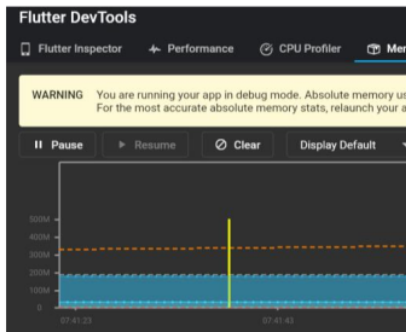 Flutter DevTools
Flutter Inspector Performance CPU Profiler
WARNING You are running your app in debug mode. Absolute memory
For the most accurate absolute memory stats, relaunch your
Pause Resume Clear Display Default
500M
400M
300M
200M
100M
0
07:41:23 07:41:43